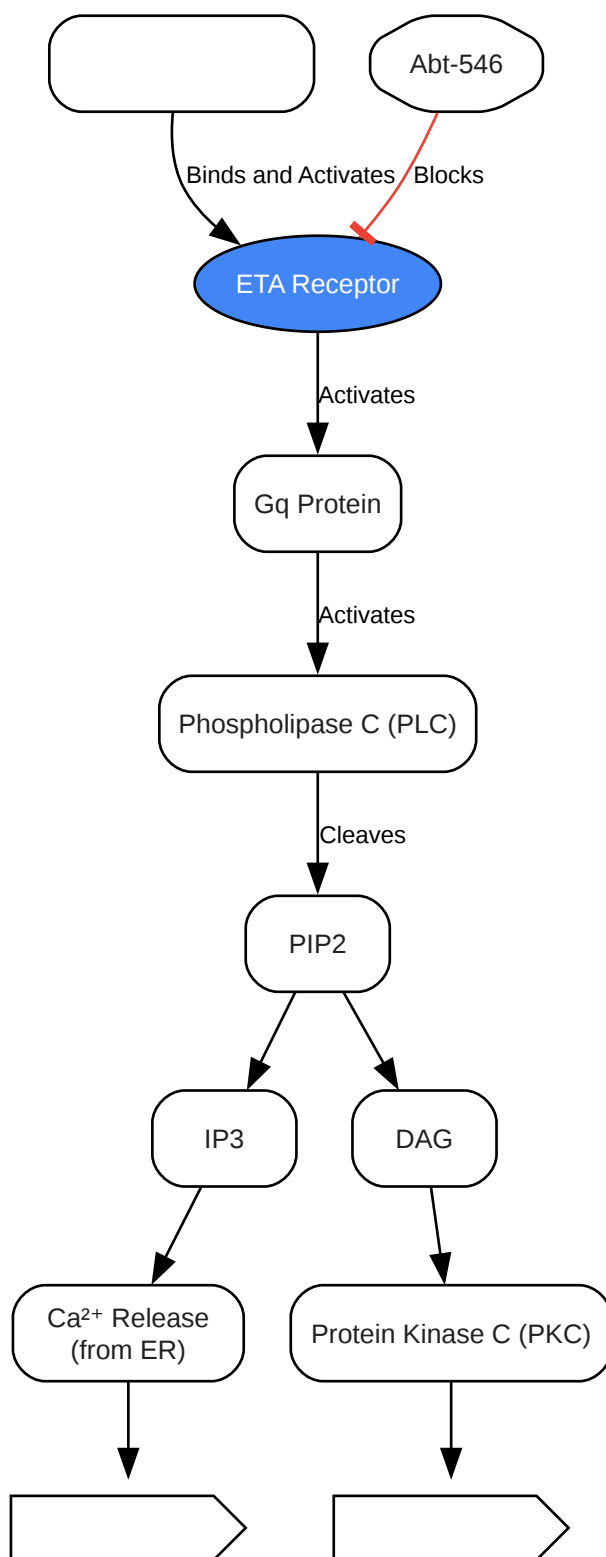 Abt-546
Binds and Activates
Blocks
ETA Receptor
Activates
Gq Protein
Activates
Phospholipase C (PLC)
Cleaves
PIP2
IP3
DAG
Ca²⁺ Release
(from ER)
Protein Kinase C (PKC)